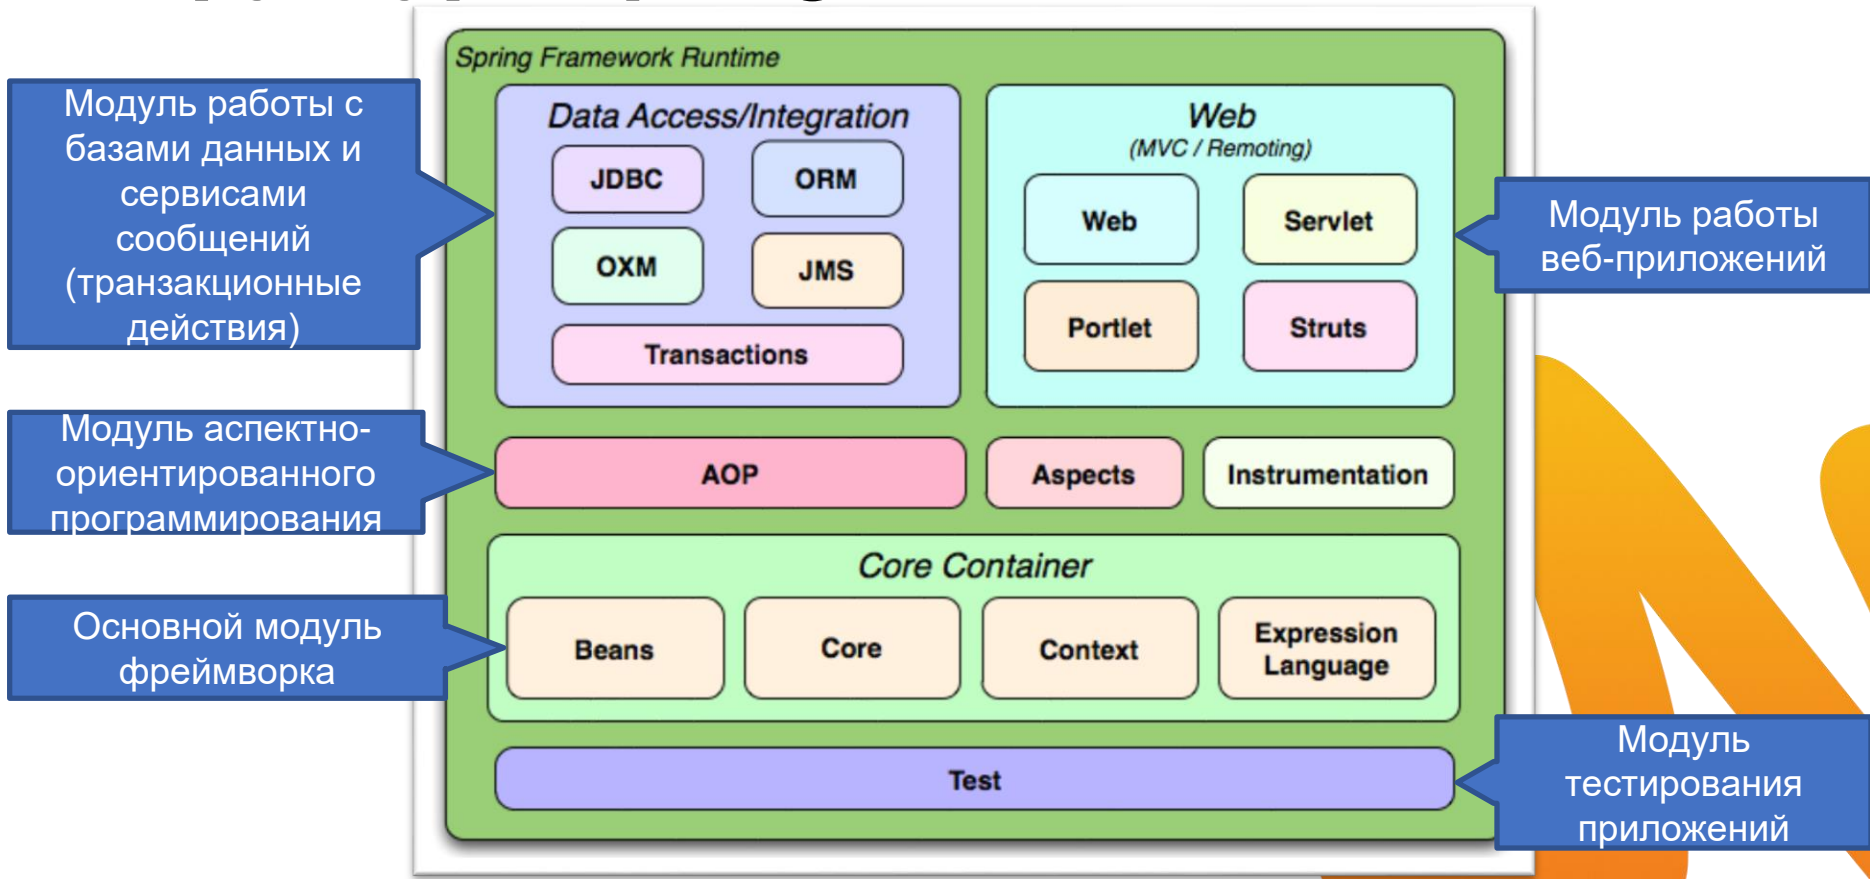 Spring Framework Runtime
Модуль работы с
базами данных и
сервисами
сообщений
(транзакционные
действия)
Data Access/Integration
JDBC
ORM
OXM
JMS
Transactions
Web
(MVC / Remoting)
Web
Servlet
Portlet
Struts
Модуль работы
веб-приложений
Модуль аспектно-
ориентированного
программирования
AOP
Aspects
Instrumentation
Основной модуль
фреймворка
Core Container
Beans
Core
Context
Expression
Language
Test
Модуль
тестирования
приложений